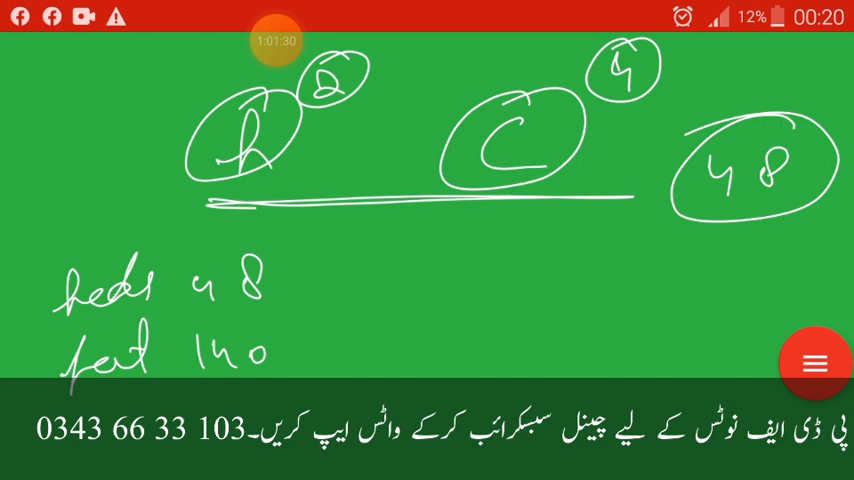 1:01:30
12% 00:20
h 2 c 4
48
heds 48
feet 140
پی ڈی ایف نوٹس کے لیے چینل سبسکرائب کرکے واٹس ایپ کریں۔103 33 66 0343